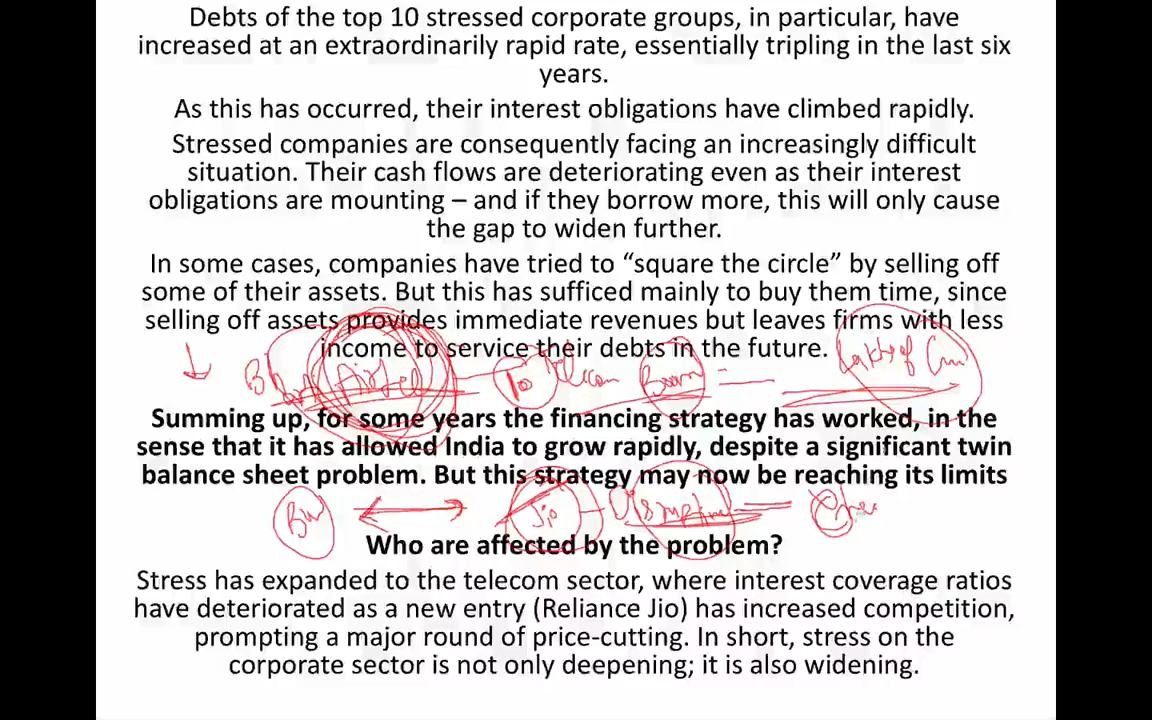 Debts of the top 10 stressed corporate groups, in particular, have
increased at an extraordinarily rapid rate, essentially tripling in the last six
years.
As this has occurred, their interest obligations have climbed rapidly.
Stressed companies are consequently facing an increasingly difficult
situation. Their cash flows are deteriorating even as their interest
obligations are mounting – and if they borrow more, this will only cause
the gap to widen further.
In some cases, companies have tried to “square the circle” by selling off
some of their assets. But this has sufficed mainly to buy them time, since
selling off assets provides immediate revenues but leaves firms with less
income to service their debts in the future.
Airtel Telecom Boom
Summing up, for some years the financing strategy has worked, in the
sense that it has allowed India to grow rapidly, despite a significant twin
balance sheet problem. But this strategy may now be reaching its limits
Jio
Who are affected by the problem?
Stress has expanded to the telecom sector, where interest coverage ratios
have deteriorated as a new entry (Reliance Jio) has increased competition,
prompting a major round of price-cutting. In short, stress on the
corporate sector is not only deepening; it is also widening.